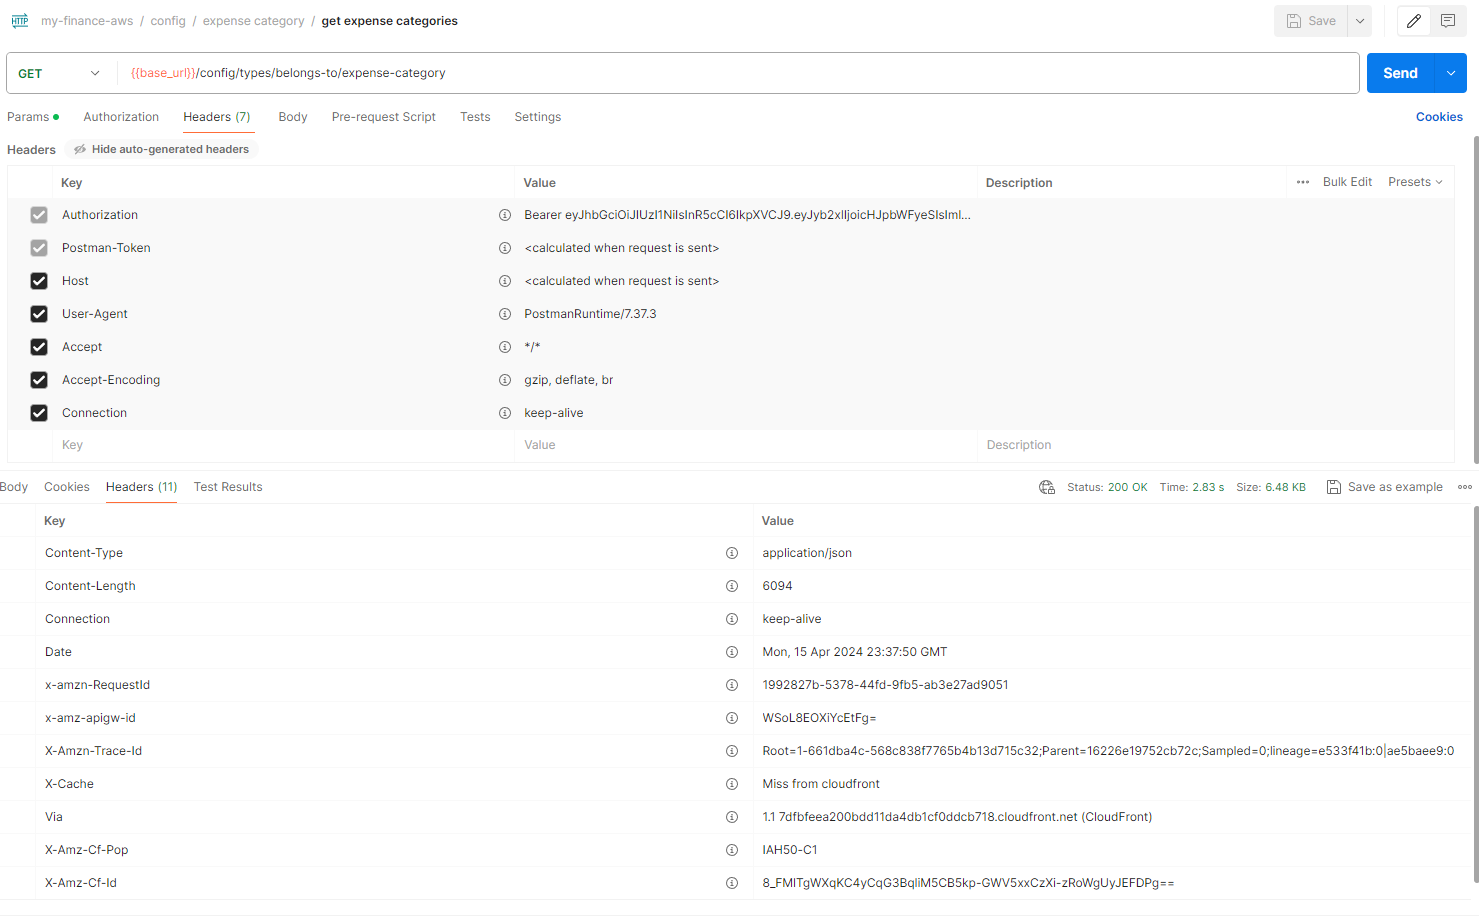 HTTP my-finance-aws / config / expense category / get expense categories Save
GET {{base_url}}/config/types/belongs-to/expense-category Send
Params Authorization Headers (7) Body Pre-request Script Tests Settings Cookies
Headers Hide auto-generated headers
Key Value Description Bulk Edit Presets
Authorization Bearer eyJhbGciOiJIUzI1NiIsInR5cCI6IkpXVCJ9.eyJyb2xlIjoicHJpbWFyeSIsImI...
Postman-Token <calculated when request is sent>
Host <calculated when request is sent>
User-Agent PostmanRuntime/7.37.3
Accept */*
Accept-Encoding gzip, deflate, br
Connection keep-alive
Key Value Description
Body Cookies Headers (11) Test Results Status: 200 OK Time: 2.83 s Size: 6.48 KB Save as example
Key Value
Content-Type application/json
Content-Length 6094
Connection keep-alive
Date Mon, 15 Apr 2024 23:37:50 GMT
x-amzn-RequestId 1992827b-5378-44fd-9fb5-ab3e27ad9051
x-amz-apigw-id WSoL8EOXiYcEtFg=
X-Amzn-Trace-Id Root=1-661dba4c-568c838f7765b4b13d715c32;Parent=16226e19752cb72c;Sampled=0;lineage=e533f41b:0|ae5baee9:0
X-Cache Miss from cloudfront
Via 1.1 7dfbfeea200bdd11da4db1cf0ddcb718.cloudfront.net (CloudFront)
X-Amz-Cf-Pop IAH50-C1
X-Amz-Cf-Id 8_FMITgWXqKC4yCqG3BqliM5CB5kp-GWV5xxCzXi-zRoWgUyJEFDPg==